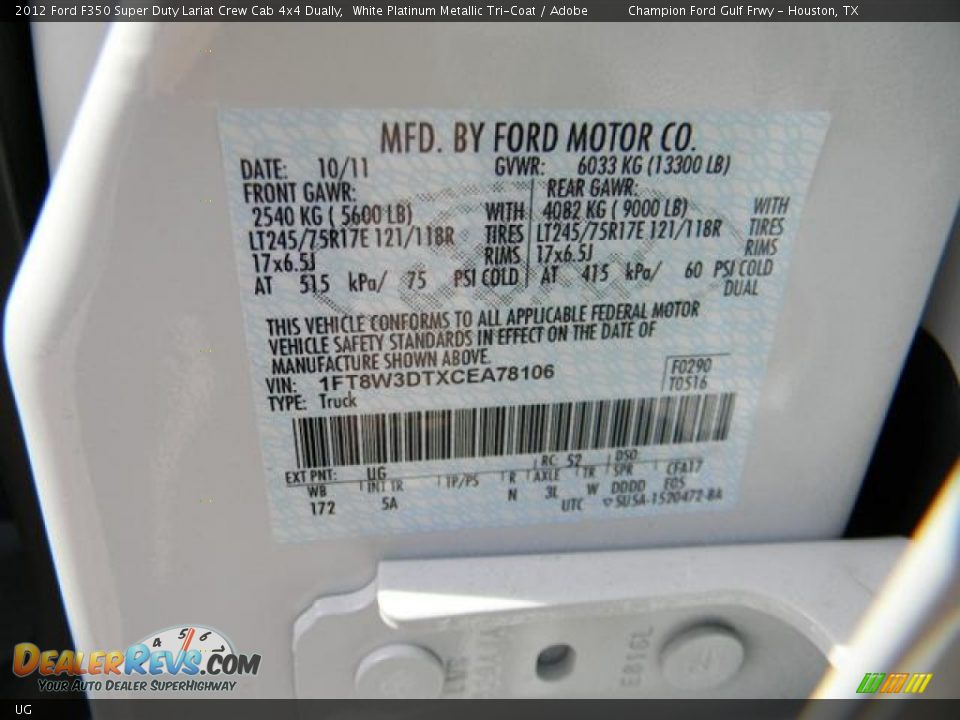 2012 Ford F350 Super Duty Lariat Crew Cab 4x4 Dually, White Platinum Metallic Tri-Coat / Adobe Champion Ford Gulf Frwy - Houston, TX
MFD. BY FORD MOTOR CO.
DATE: 10/11 GVWR: 6033 KG (13300 LB)
FRONT GAWR: REAR GAWR:
2540 KG ( 5600 LB) WITH 4082 KG ( 9000 LB) WITH
LT245/75R17E 121/118R TIRES LT245/75R17E 121/118R TIRES
17x6.5J RIMS 17x6.5J RIMS
AT 515 kPa/ 75 PSI COLD AT 415 kPa/ 60 PSI COLD
DUAL
THIS VEHICLE CONFORMS TO ALL APPLICABLE FEDERAL MOTOR
VEHICLE SAFETY STANDARDS IN EFFECT ON THE DATE OF
MANUFACTURE SHOWN ABOVE.
VIN: 1FT8W3DTXCEA78106 F0290
TYPE: Truck T0516
EXT PNT: UG RC: 52 DSO:
WB INT TR TP/PS R AXLE TR SPR CFA17
172 5A N 3L W DDDD F05
UTC 5U5A-1520472-BA
4 5 6
DEALERREVS.COM
YOUR AUTO DEALER SUPERHIGHWAY
UG